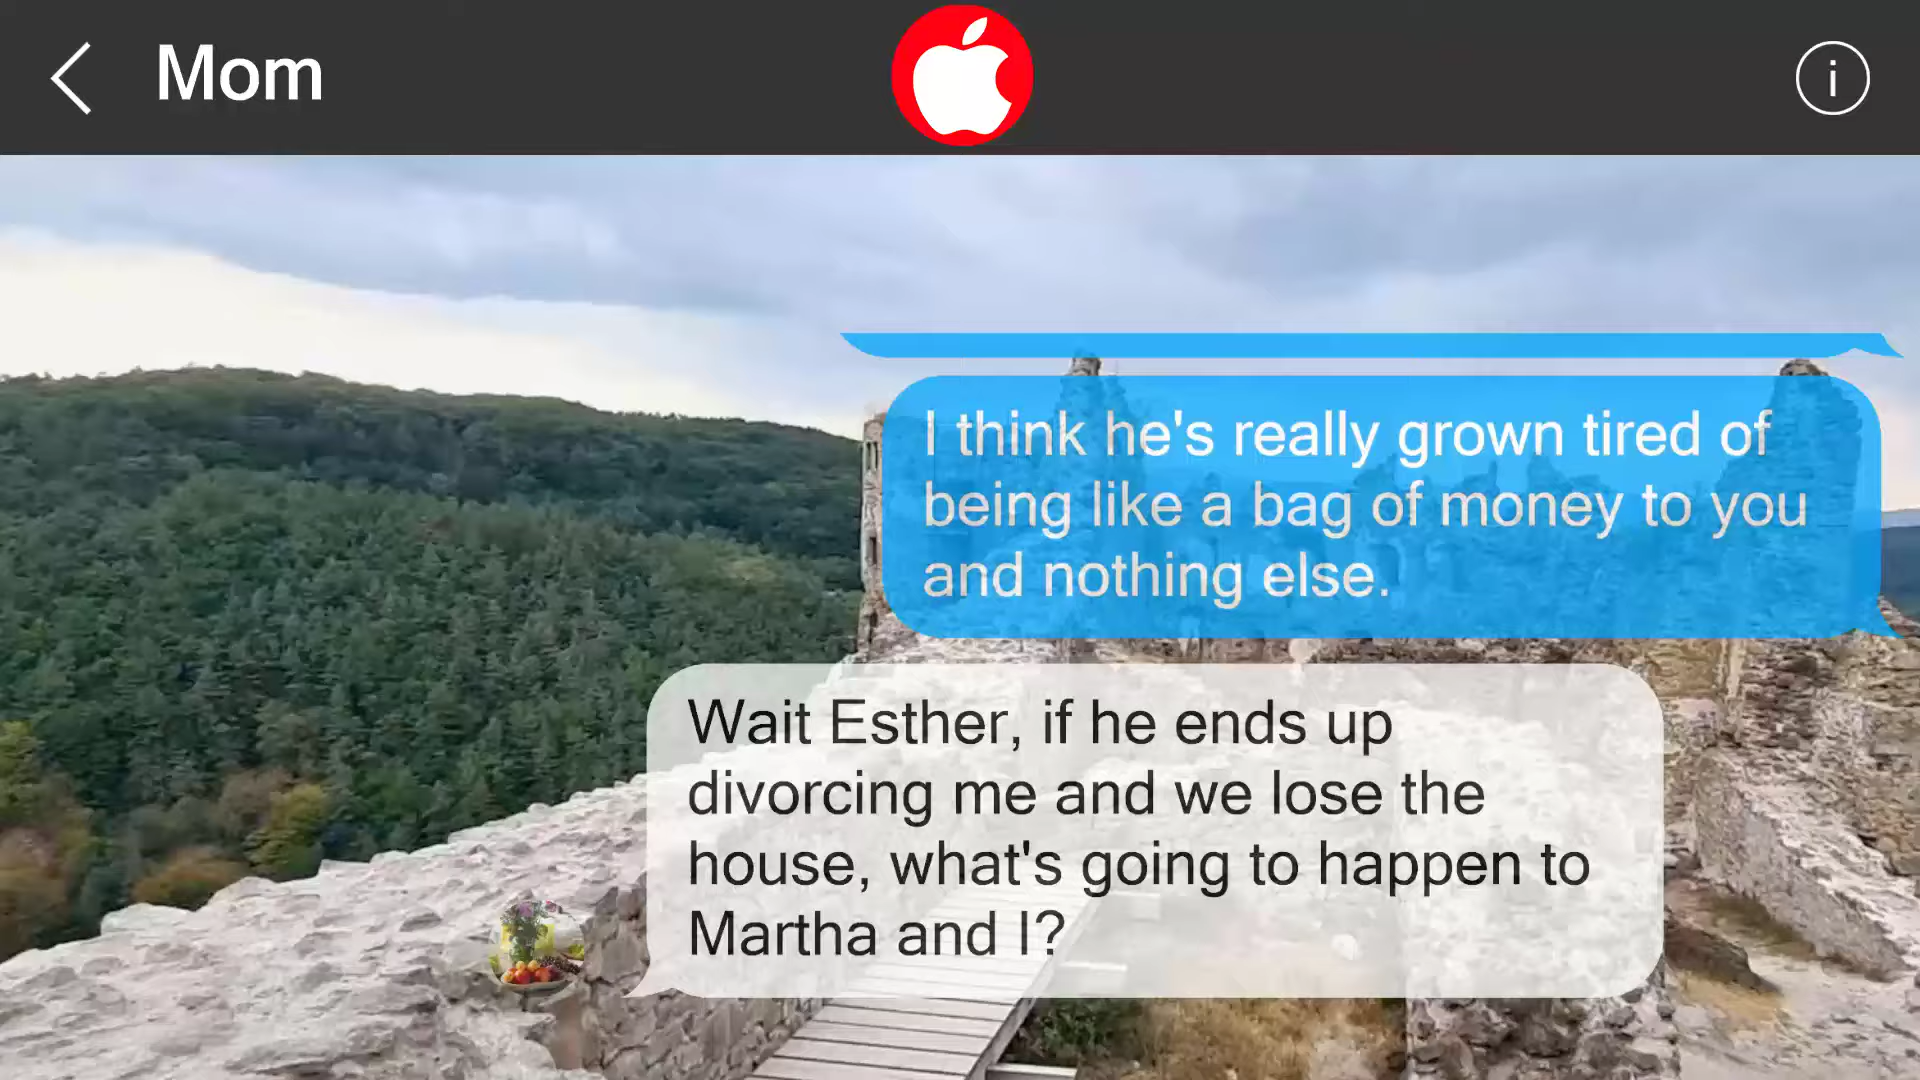 Mom
I think he's really grown tired of
being like a bag of money to you
and nothing else.
Wait Esther, if he ends up
divorcing me and we lose the
house, what's going to happen to
Martha and I?